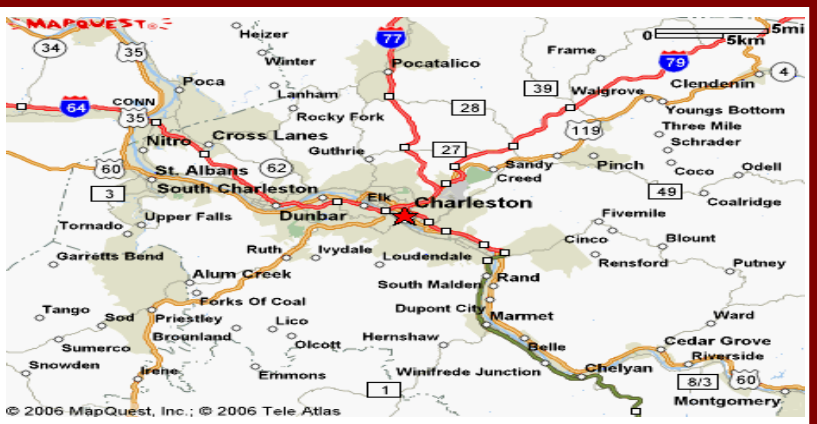 MAPQUEST
Heizer
0 5mi
5km
34
35
77
Winter
Pocatalico
Frame
79
Clendenin
4
Poca
Lanham
39
Walgrove
64
CONN
35
Rocky Fork
28
Youngs Bottom
119
Three Mile
Nitro
Cross Lanes
Guthrie
27
Schrader
60
St. Albans
62
Sandy
Creed
Pinch
Coco
Odell
3
South Charleston
Elk
Charleston
49
Coalridge
Upper Falls
Dunbar
Fivemile
Tornado
Cinco
Blount
Garretts Bend
Ruth
Ivydale
Loudendale
Rensford
Putney
Alum Creek
South Malden
Rand
Forks Of Coal
Dupont City
Marmet
Tango
Sod
Priestley
Lico
Ward
Sumerco
Brounland
Olcott
Hernshaw
Belle
Cedar Grove
Riverside
Snowden
Irene
Emmons
Winifrede Junction
Chelyan
1
8/3
60
Montgomery
© 2006 MapQuest, Inc.; © 2006 Tele Atlas